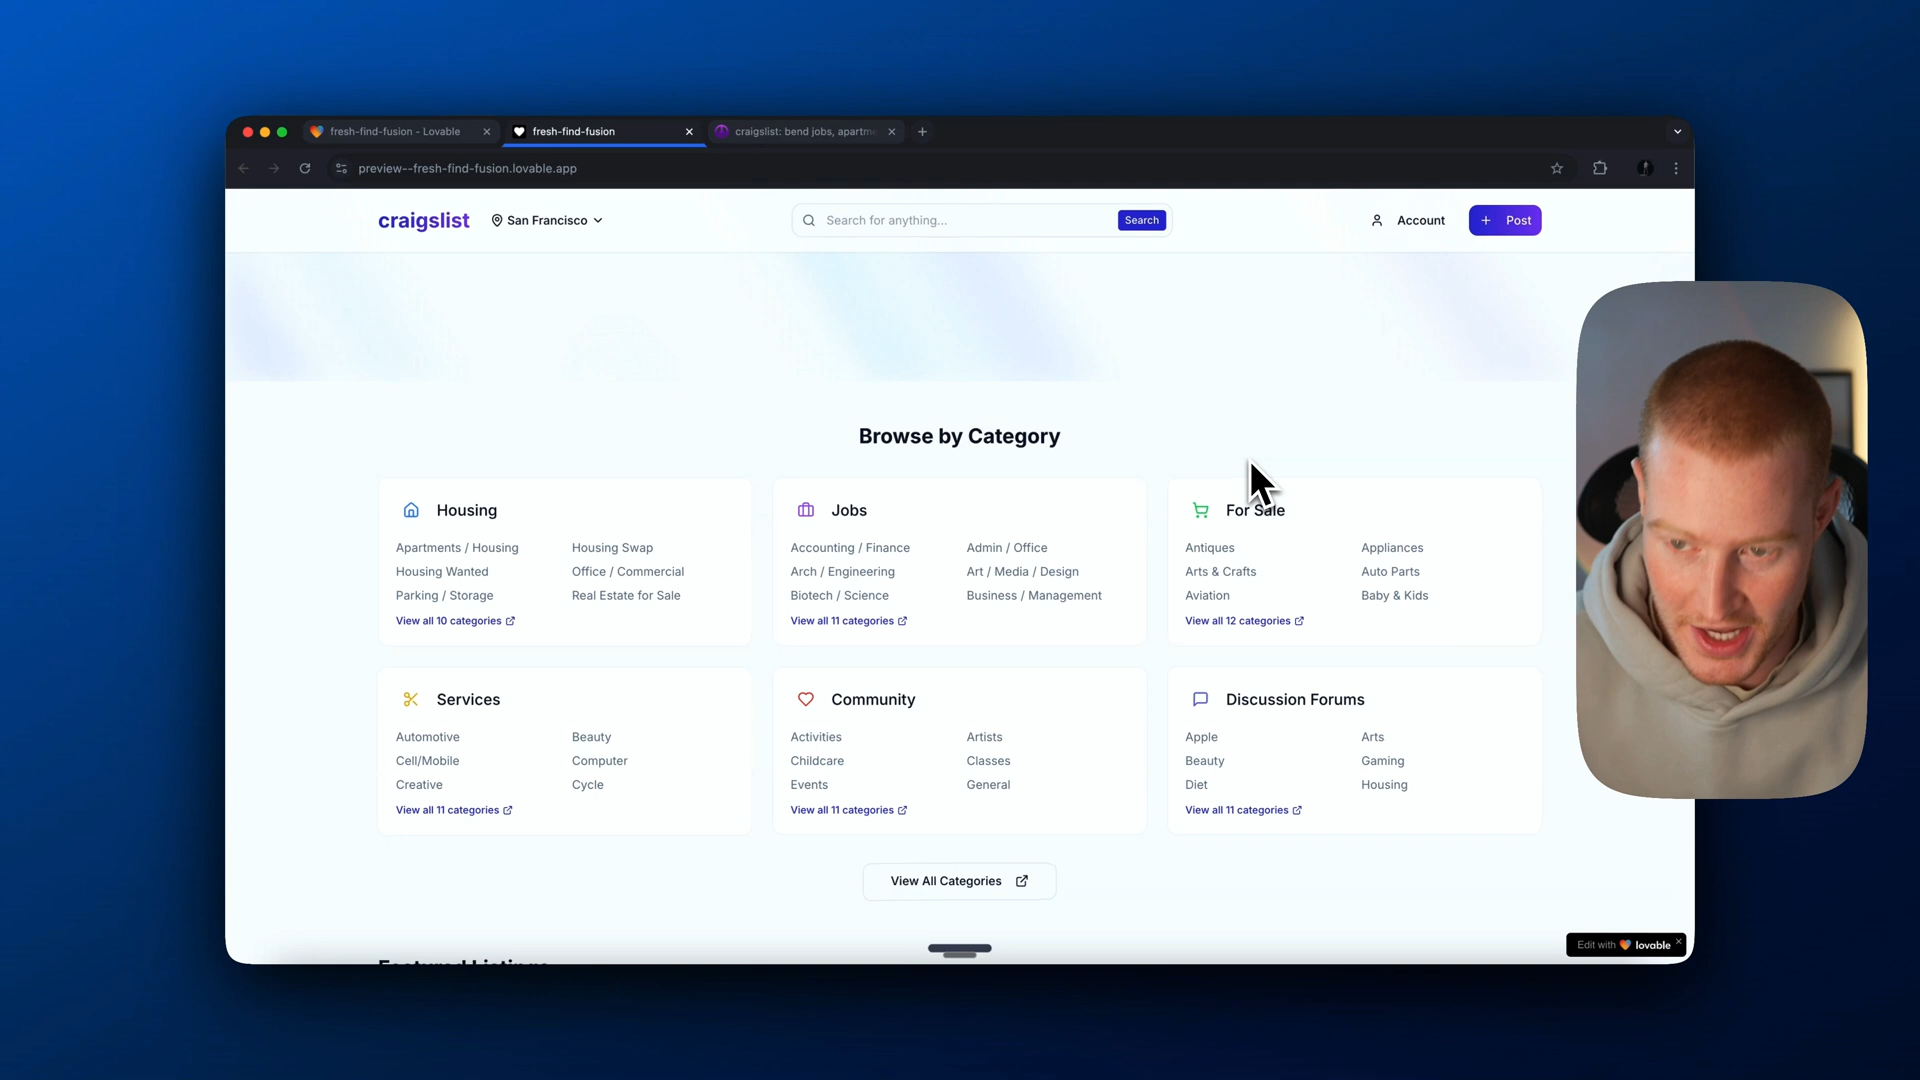 fresh-find-fusion - Lovable
fresh-find-fusion
craigslist: bend jobs, apartm
preview--fresh-find-fusion.lovable.app
craigslist
San Francisco
Search for anything...
Search
Account
+ Post
Browse by Category
Housing
Apartments / Housing
Housing Swap
Housing Wanted
Office / Commercial
Parking / Storage
Real Estate for Sale
View all 10 categories
Jobs
Accounting / Finance
Admin / Office
Arch / Engineering
Art / Media / Design
Biotech / Science
Business / Management
View all 11 categories
For Sale
Antiques
Appliances
Arts & Crafts
Auto Parts
Aviation
Baby & Kids
View all 12 categories
Services
Automotive
Beauty
Cell/Mobile
Computer
Creative
Cycle
View all 11 categories
Community
Activities
Artists
Childcare
Classes
Events
General
View all 11 categories
Discussion Forums
Apple
Arts
Beauty
Gaming
Diet
Housing
View all 11 categories
View All Categories
Featured Listings
Edit with lovable